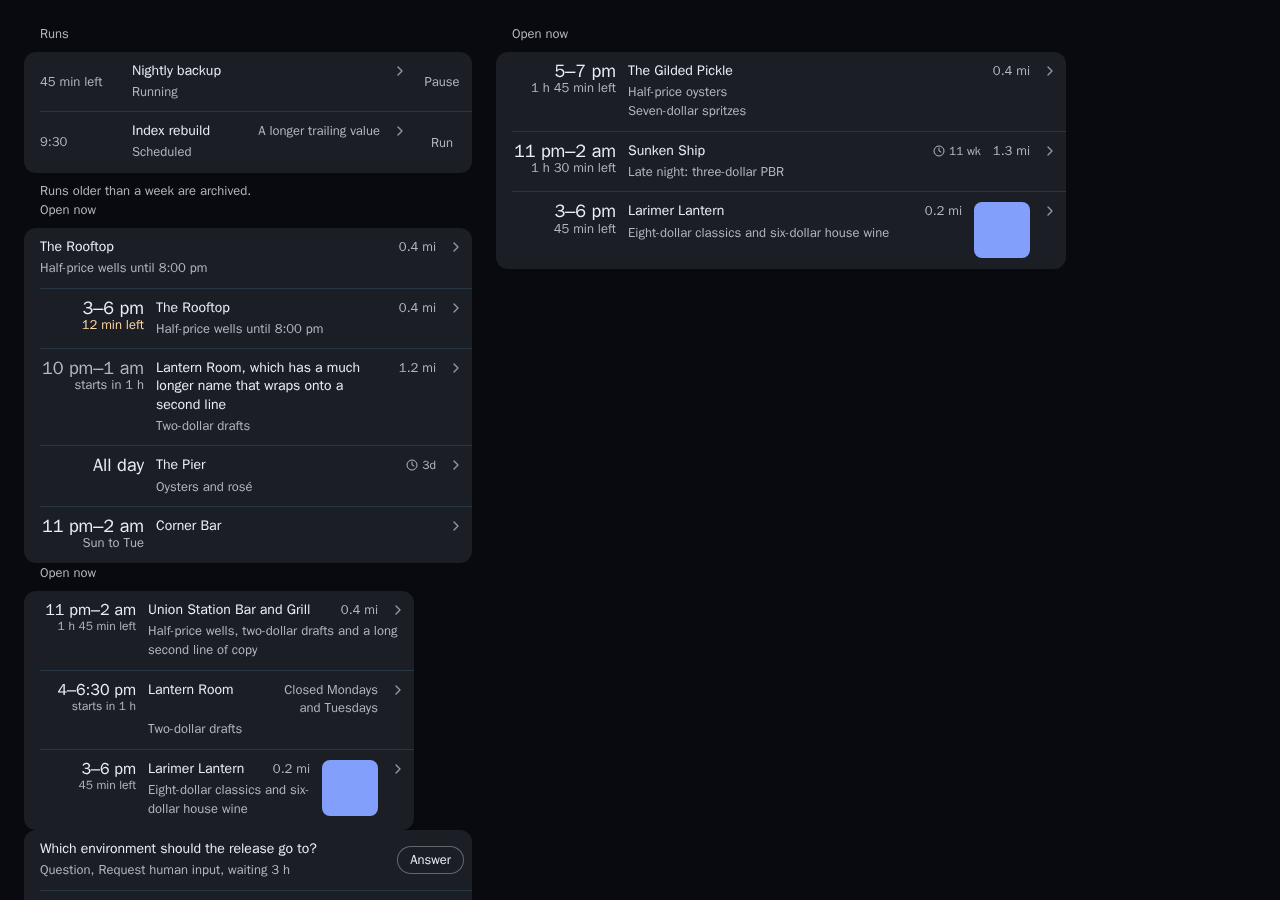 Runs
45 min left
Nightly backup
Running
Pause
9:30
Index rebuild
A longer trailing value
Scheduled
Run
Runs older than a week are archived.
Open now
The Rooftop
0.4 mi
Half-price wells until 8:00 pm
3–6 pm
12 min left
The Rooftop
0.4 mi
Half-price wells until 8:00 pm
10 pm–1 am
starts in 1 h
Lantern Room, which has a much
longer name that wraps onto a
second line
1.2 mi
Two-dollar drafts
All day
The Pier
3d
Oysters and rosé
11 pm–2 am
Sun to Tue
Corner Bar
Open now
11 pm–2 am
1 h 45 min left
Union Station Bar and Grill
0.4 mi
Half-price wells, two-dollar drafts and a long
second line of copy
4–6:30 pm
starts in 1 h
Lantern Room
Closed Mondays
and Tuesdays
Two-dollar drafts
3–6 pm
45 min left
Larimer Lantern
0.2 mi
Eight-dollar classics and six-
dollar house wine
Which environment should the release go to?
Question, Request human input, waiting 3 h
Answer
Open now
5–7 pm
1 h 45 min left
The Gilded Pickle
0.4 mi
Half-price oysters
Seven-dollar spritzes
11 pm–2 am
1 h 30 min left
Sunken Ship
11 wk
1.3 mi
Late night: three-dollar PBR
3–6 pm
45 min left
Larimer Lantern
0.2 mi
Eight-dollar classics and six-dollar house wine